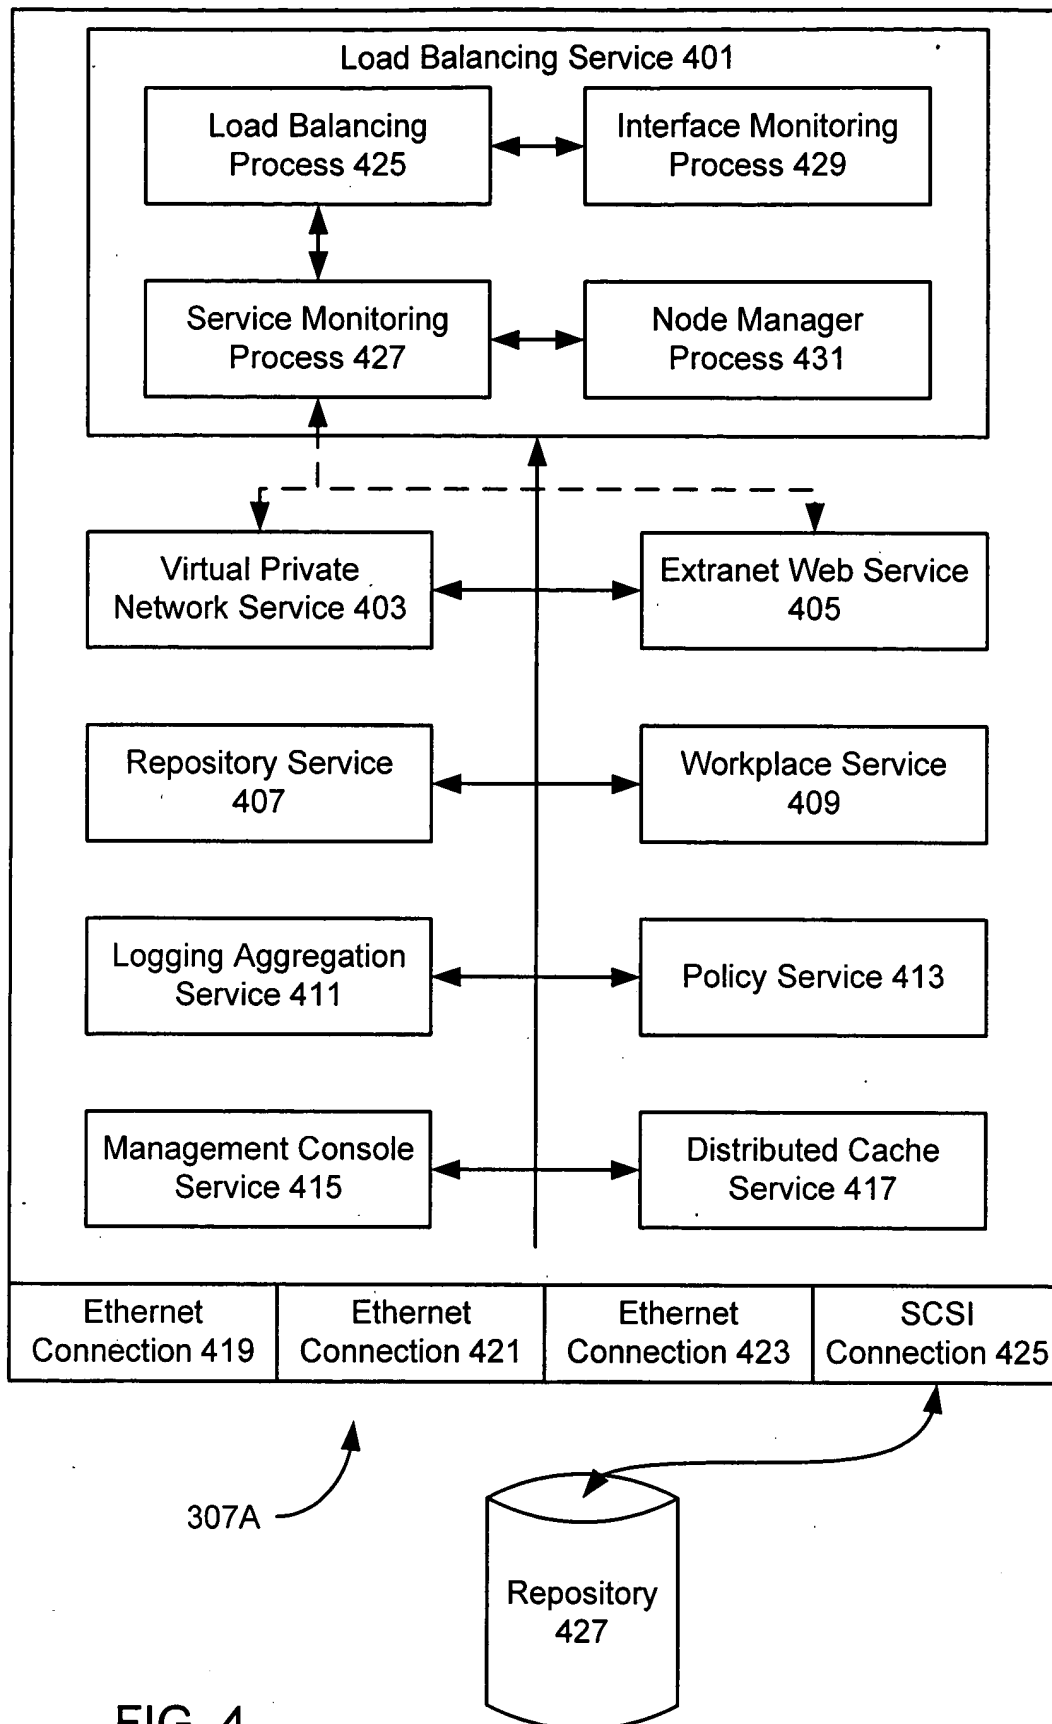 Load Balancing Service 401
Load Balancing
Process 425
Interface Monitoring
Process 429
Service Monitoring
Process 427
Node Manager
Process 431
Virtual Private
Network Service 403
Extranet Web Service
405
Repository Service
407
Workplace Service
409
Logging Aggregation
Service 411
Policy Service 413
Management Console
Service 415
Distributed Cache
Service 417
Ethernet
Connection 419
Ethernet
Connection 421
Ethernet
Connection 423
SCSI
Connection 425
307A
Repository
427
FIG. 4